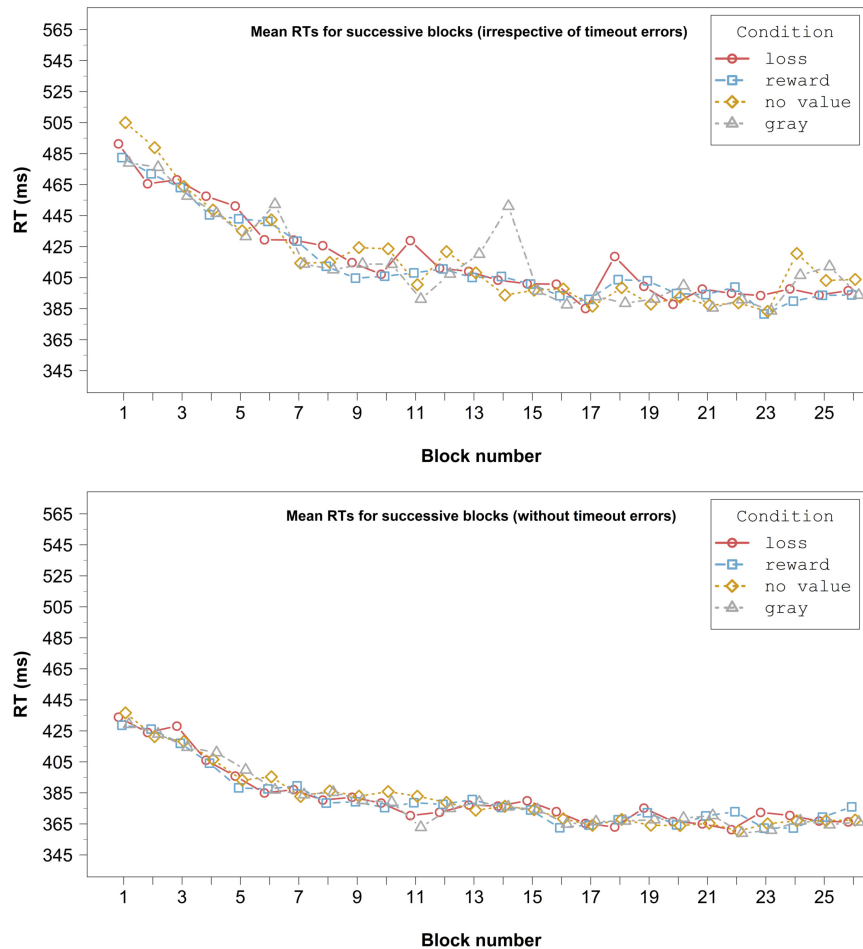 Mean RTs for successive blocks (irrespective of timeout errors)
Condition
loss
reward
no value
gray
RT (ms)
565
545
525
505
485
465
445
425
405
385
365
345
1 3 5 7 9 11 13 15 17 19 21 23 25
Block number
Mean RTs for successive blocks (without timeout errors)
Condition
loss
reward
no value
gray
RT (ms)
565
545
525
505
485
465
445
425
405
385
365
345
1 3 5 7 9 11 13 15 17 19 21 23 25
Block number